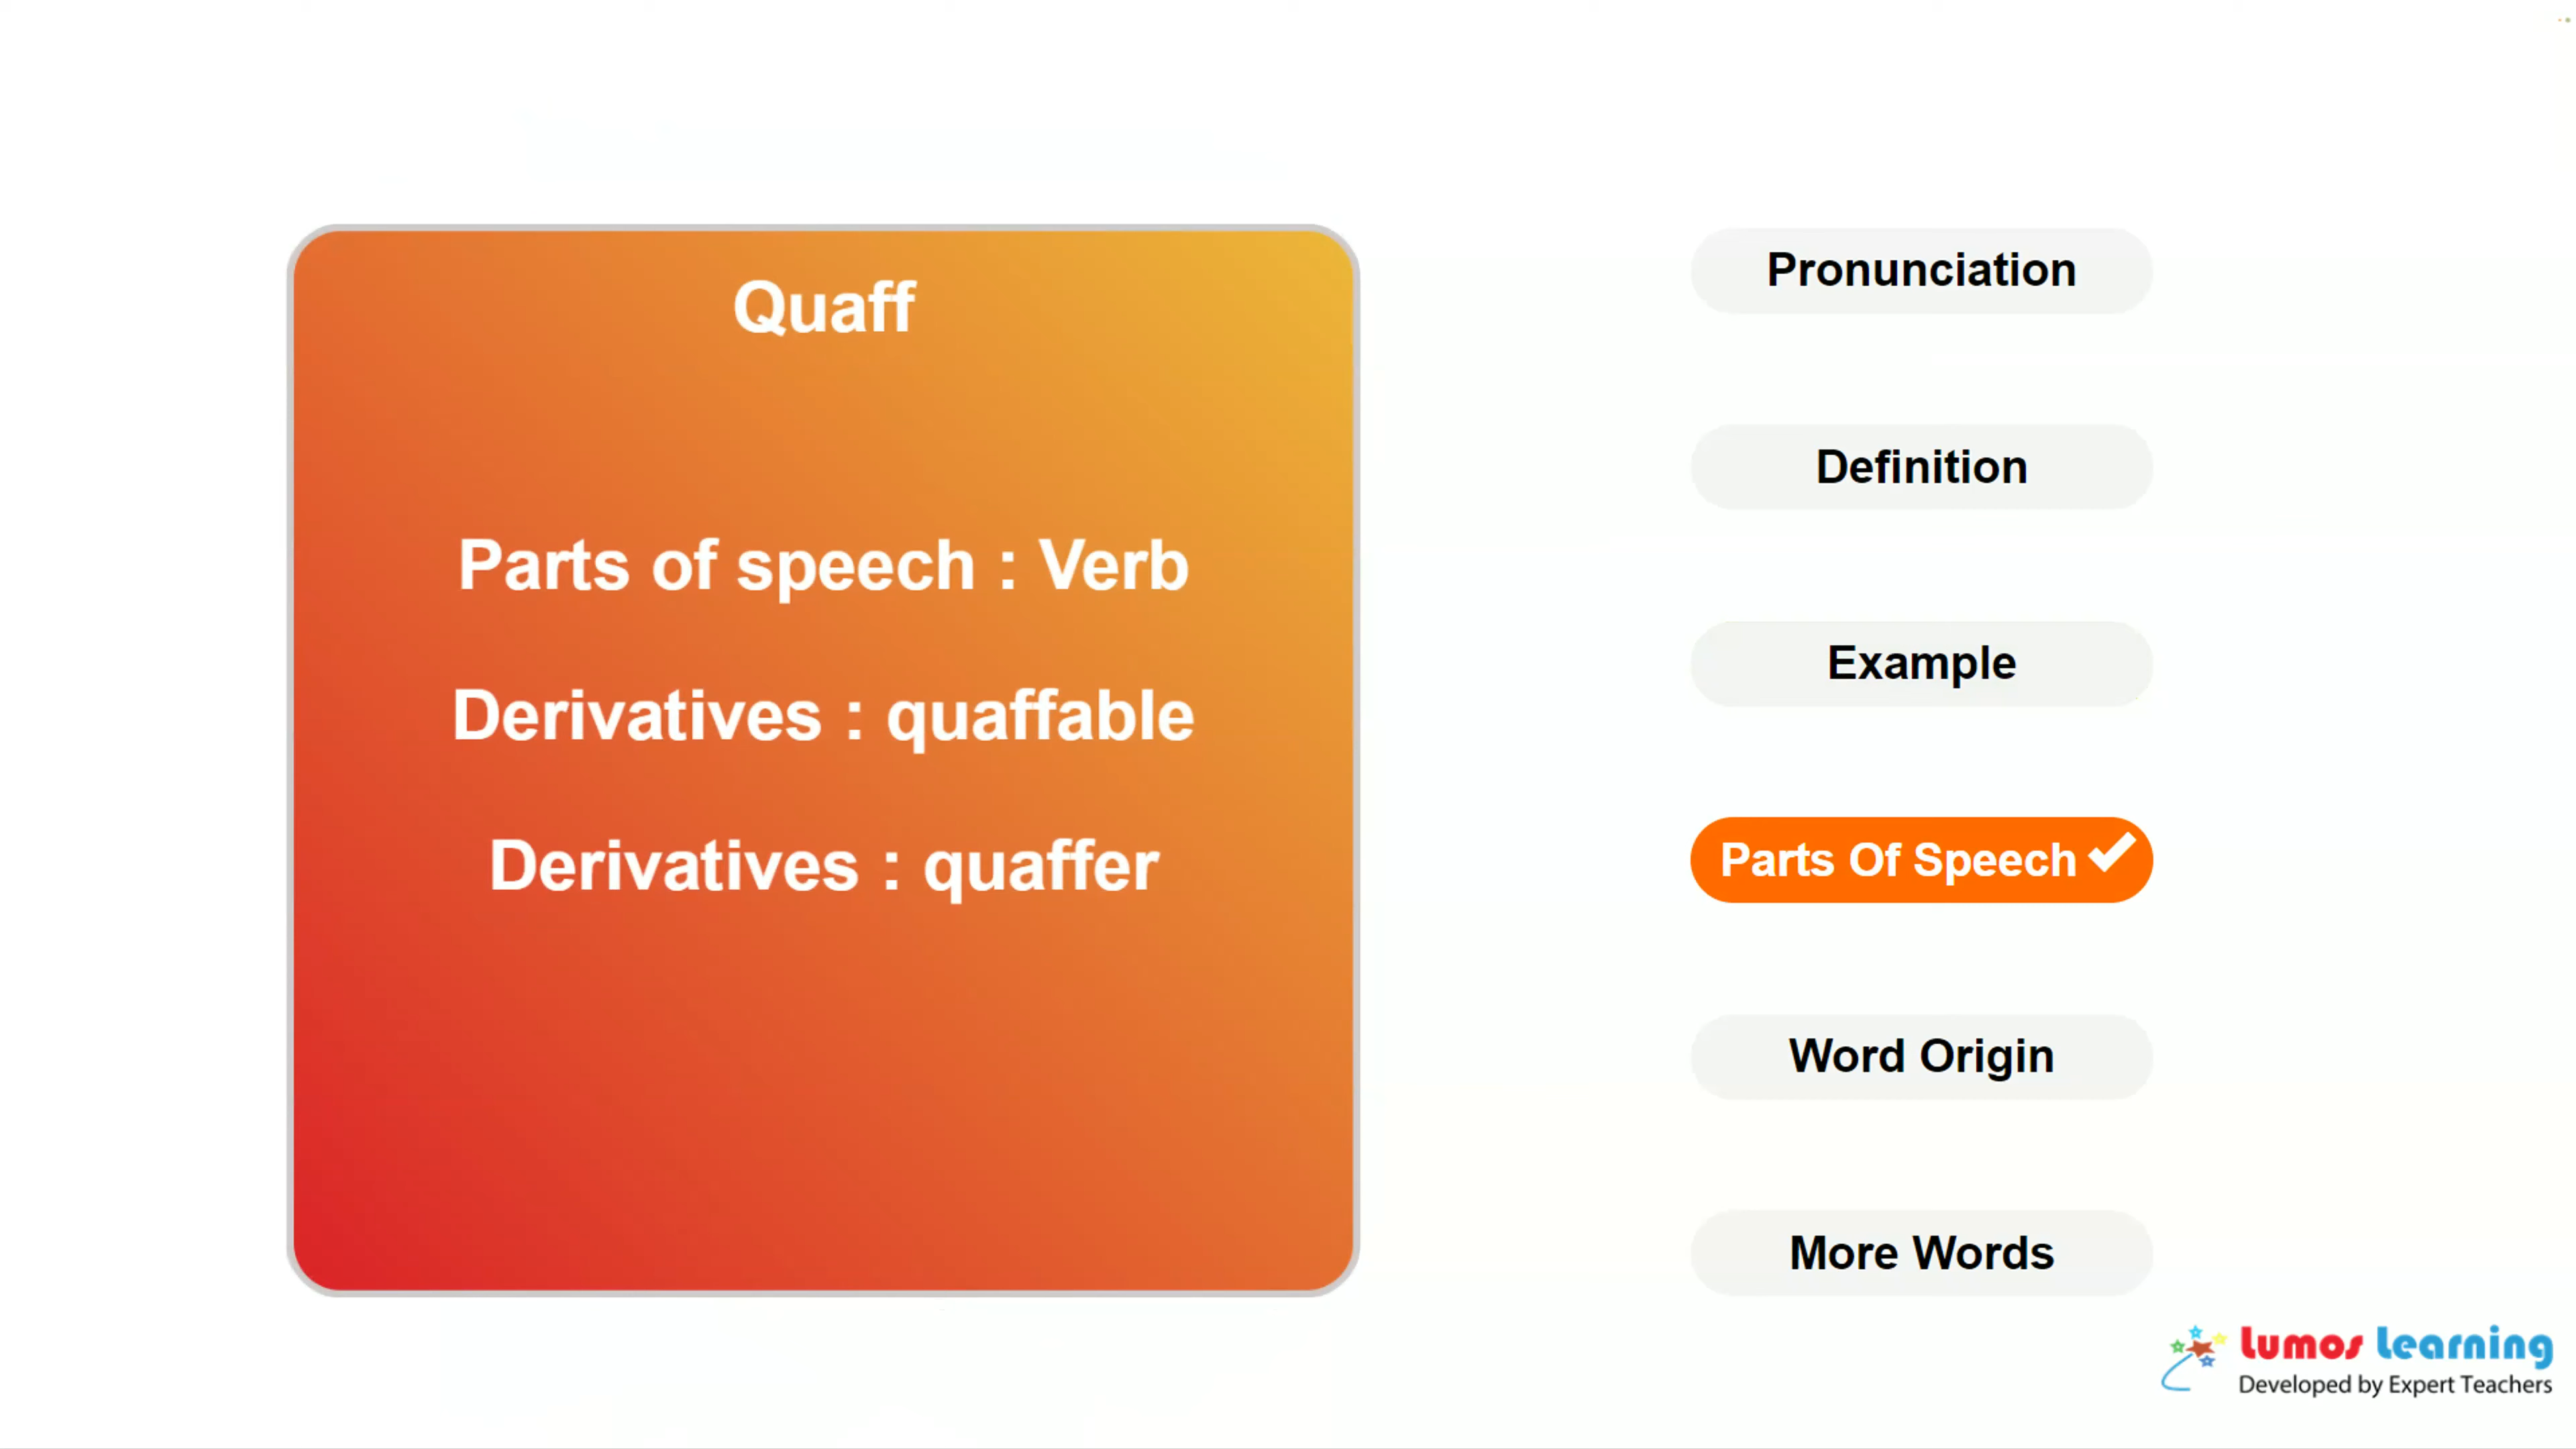 Quaff
Parts of speech : Verb
Derivatives : quaffable
Derivatives : quaffer
Pronunciation
Definition
Example
Parts Of Speech
Word Origin
More Words
Lumos Learning
Developed by Expert Teachers